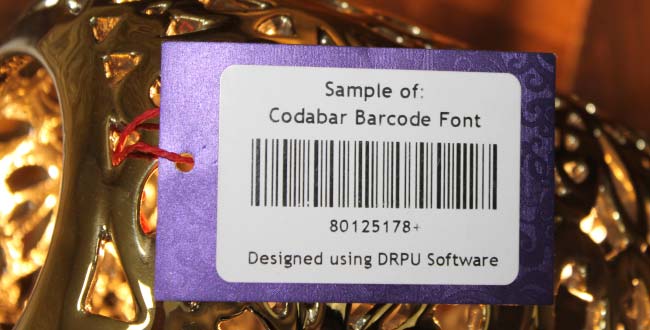 Sample of:
Codabar Barcode Font
80125178+
Designed using DRPU Software